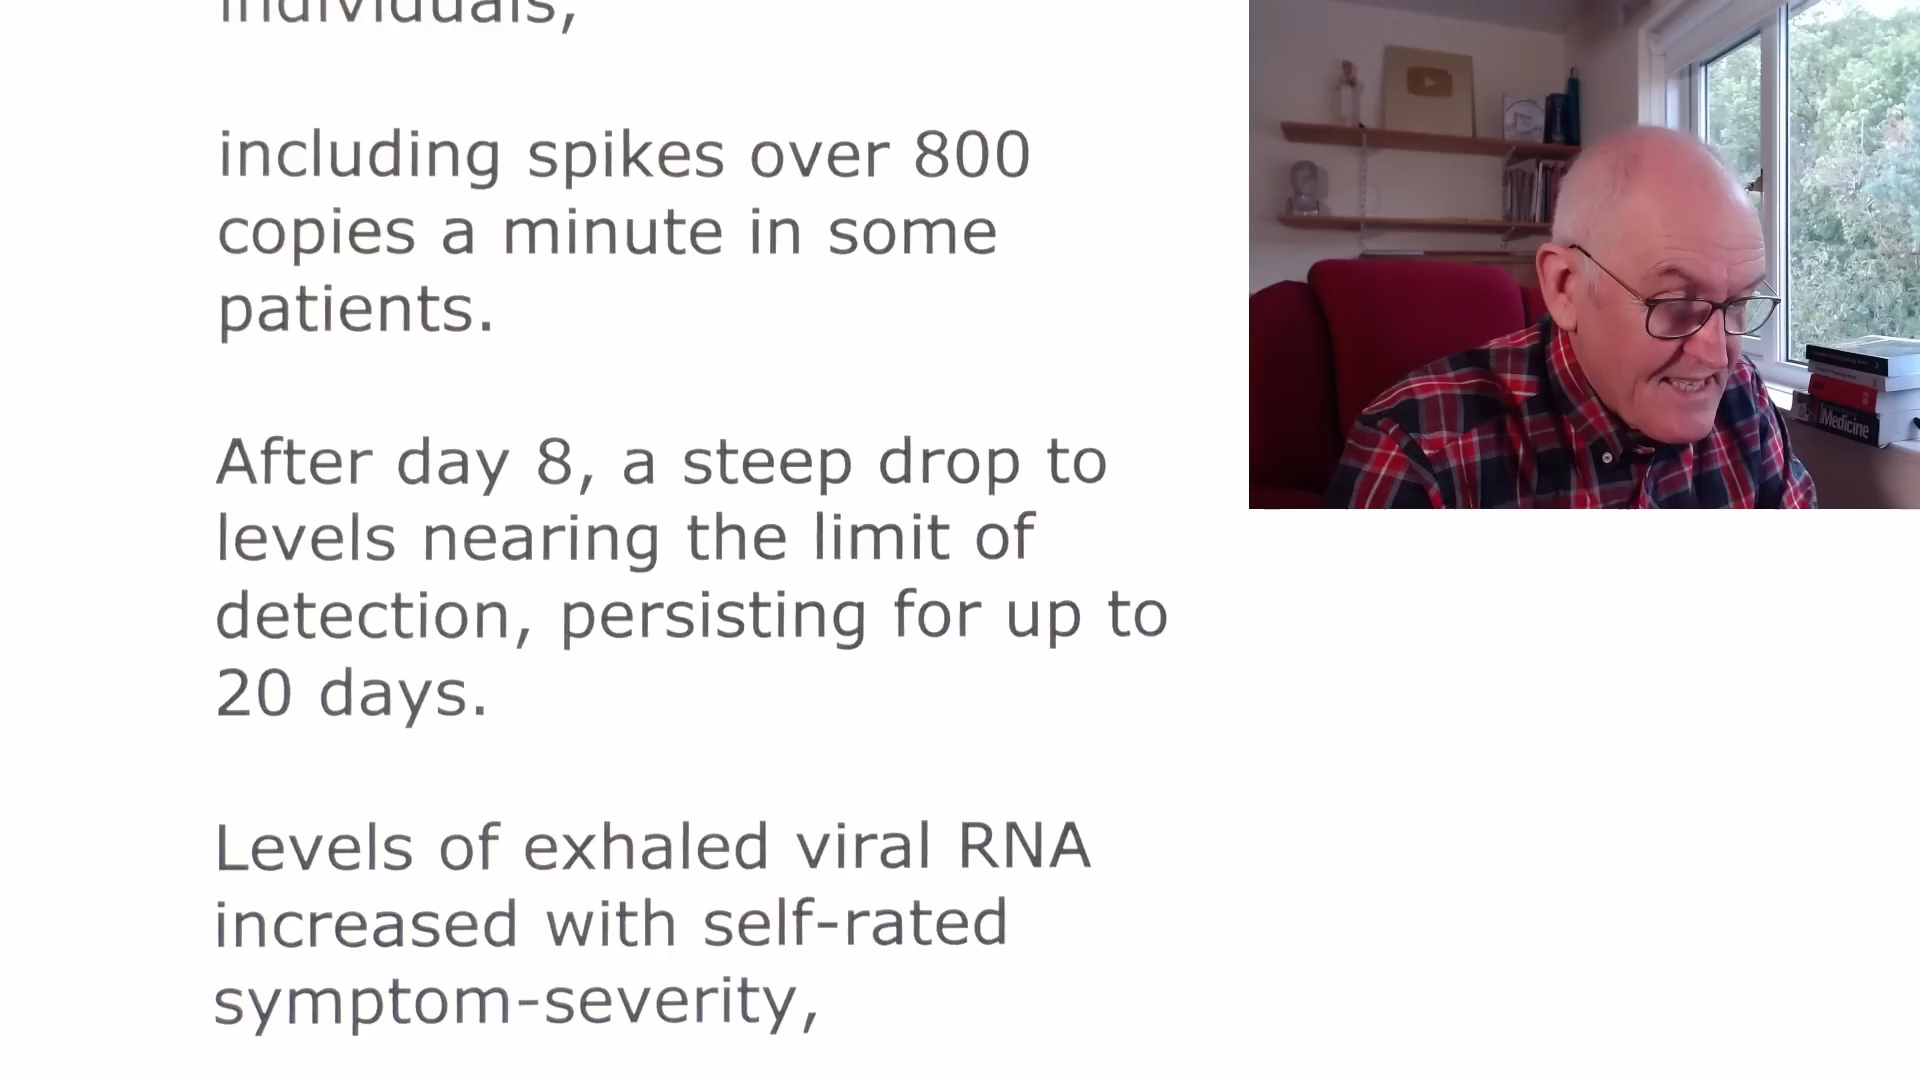 individuals,
including spikes over 800
copies a minute in some
patients.
After day 8, a steep drop to
levels nearing the limit of
detection, persisting for up to
20 days.
Levels of exhaled viral RNA
increased with self-rated
symptom-severity,
Medicine